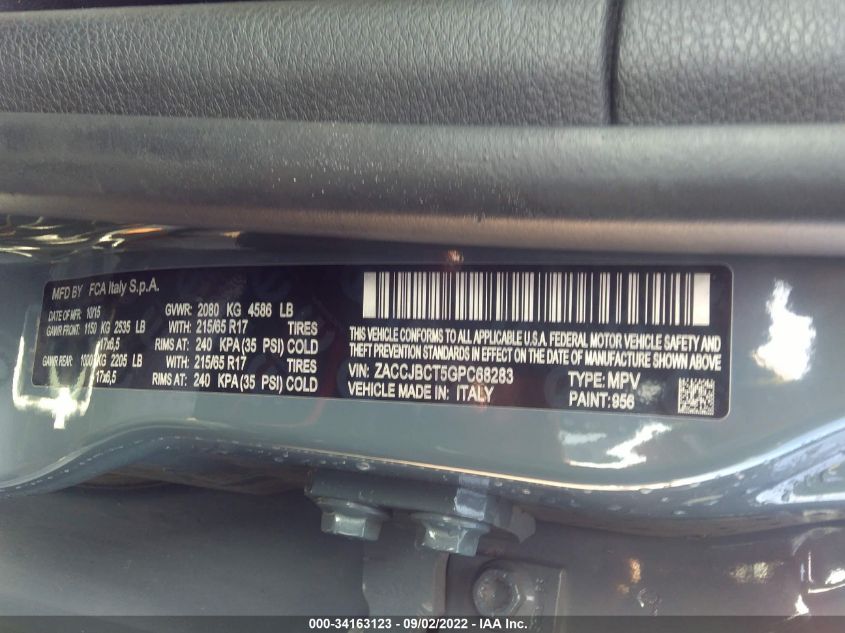 MFD BY FCA Italy S.p.A.
DATE OF MFR: 10/15
GVWR: 2080 KG 4586 LB
GAWR FRONT: 1150 KG 2535 LB WITH: 215/65 R17 TIRES
17x6,5 RIMS AT: 240 KPA (35 PSI) COLD
GAWR REAR: 1000 KG 2205 LB WITH: 215/65 R17 TIRES
17x6,5 RIMS AT: 240 KPA (35 PSI) COLD
THIS VEHICLE CONFORMS TO ALL APPLICABLE U.S.A. FEDERAL MOTOR VEHICLE SAFETY AND
THEFT PREVENTION STANDARDS IN EFFECT ON THE DATE OF MANUFACTURE SHOWN ABOVE
VIN: ZACCJBCT5GPC68283 TYPE: MPV
VEHICLE MADE IN: ITALY PAINT:956
000-34163123 - 09/02/2022 - IAA Inc.